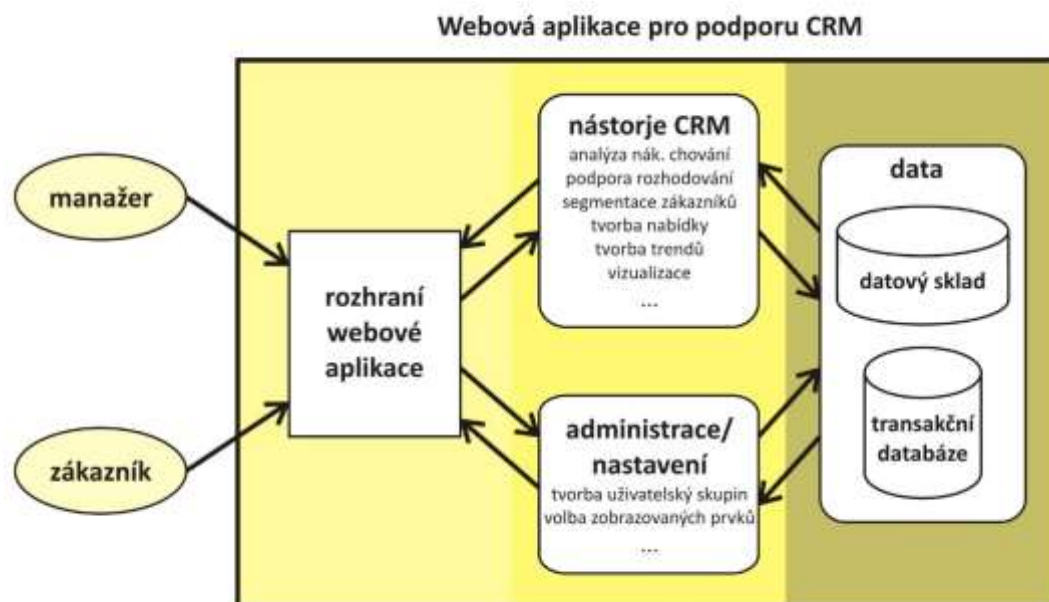 Webová aplikace pro podporu CRM
manažer
zákazník
rozhraní
webové
aplikace
nástorje CRM
analýza nák. chování
podpora rozhodování
segmentace zákazníků
tvorba nabídky
tvorba trendů
vizualizace
...
administrace/
nastavení
tvorba uživatelský skupin
volba zobrazovaných prvků
...
data
datový sklad
transakční
databáze